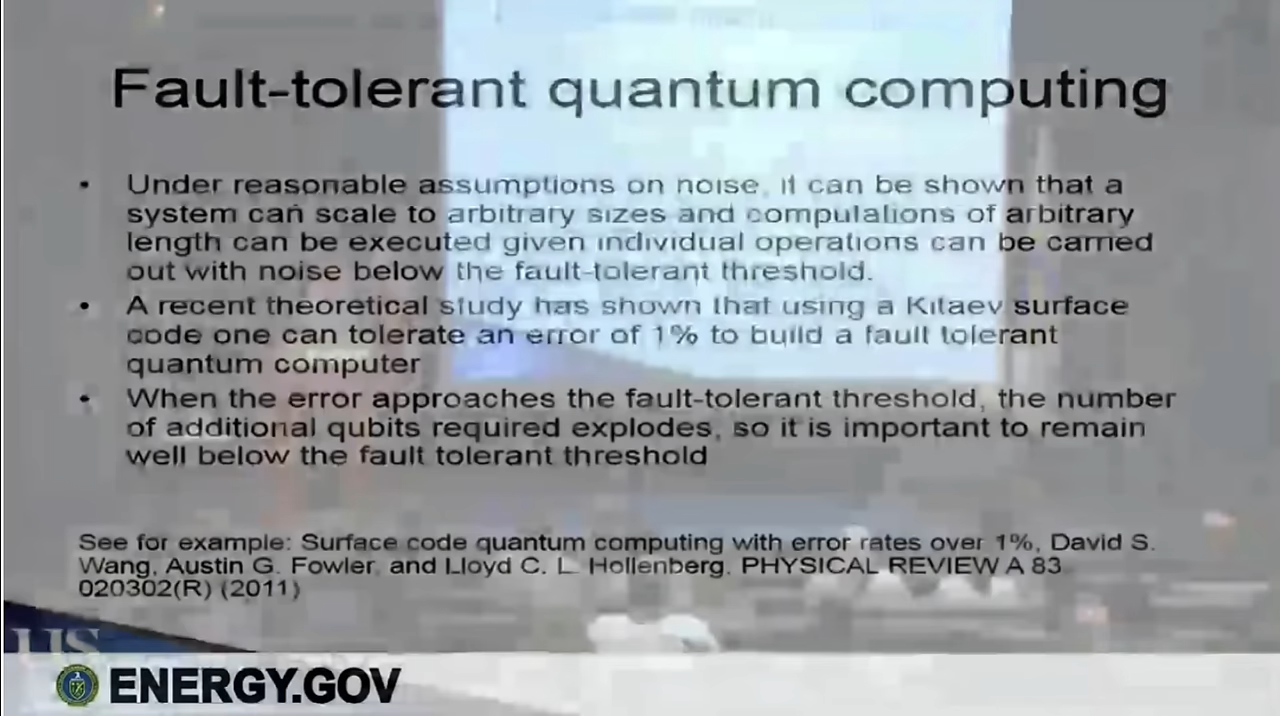 Fault-tolerant quantum computing
• Under reasonable assumptions on noise, it can be shown that a
system can scale to arbitrary sizes and computations of arbitrary
length can be executed given individual operations can be carried
out with noise below the fault-tolerant threshold.
• A recent theoretical study has shown that using a Kitaev surface
code one can tolerate an error of 1% to build a fault tolerant
quantum computer
• When the error approaches the fault-tolerant threshold, the number
of additional qubits required explodes, so it is important to remain
well below the fault tolerant threshold
See for example: Surface code quantum computing with error rates over 1%, David S.
Wang, Austin G. Fowler, and Lloyd C. L. Hollenberg, PHYSICAL REVIEW A 83,
020302(R) (2011)
US
ENERGY.GOV